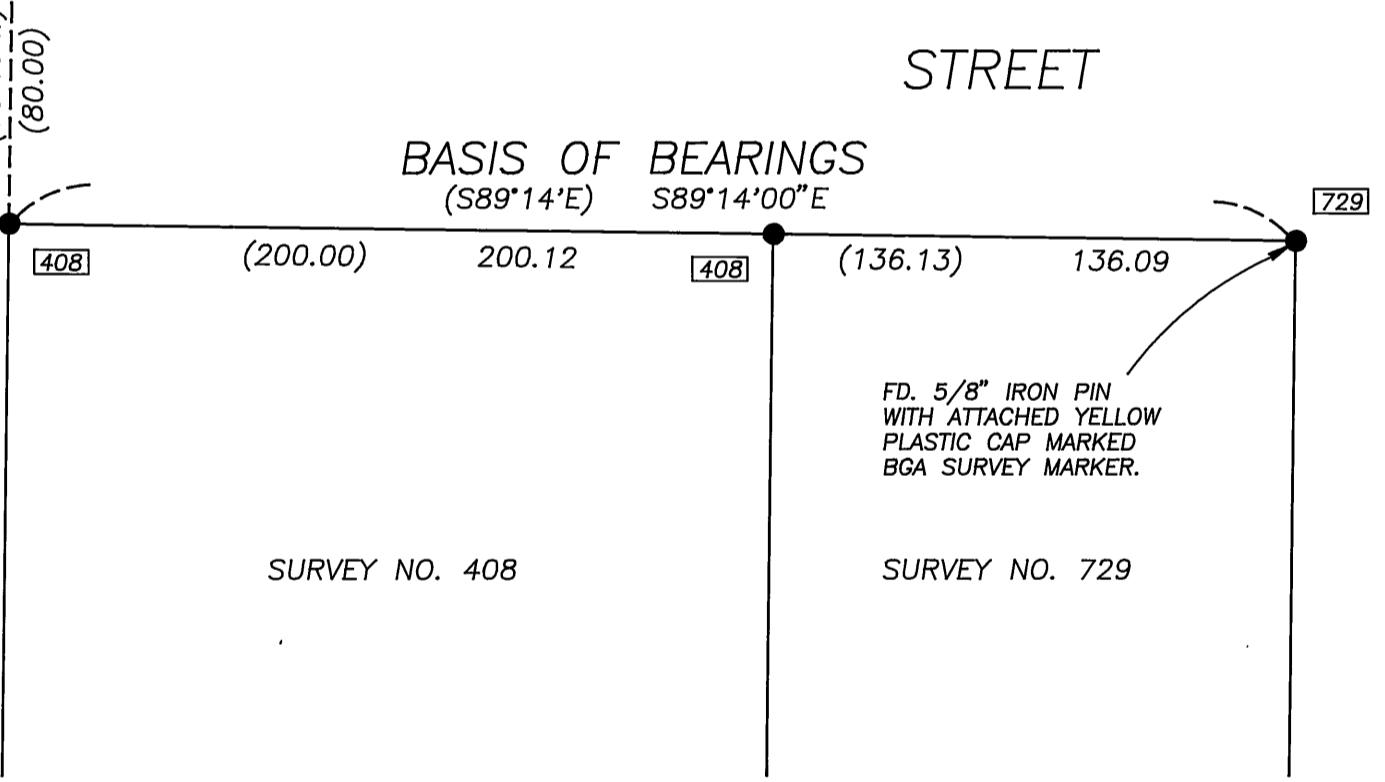 (80.00)
STREET
BASIS OF BEARINGS
(S89°14'E) S89°14'00"E
729
408 (200.00) 200.12 408 (136.13) 136.09
FD. 5/8" IRON PIN
WITH ATTACHED YELLOW
PLASTIC CAP MARKED
BGA SURVEY MARKER.
SURVEY NO. 408 SURVEY NO. 729